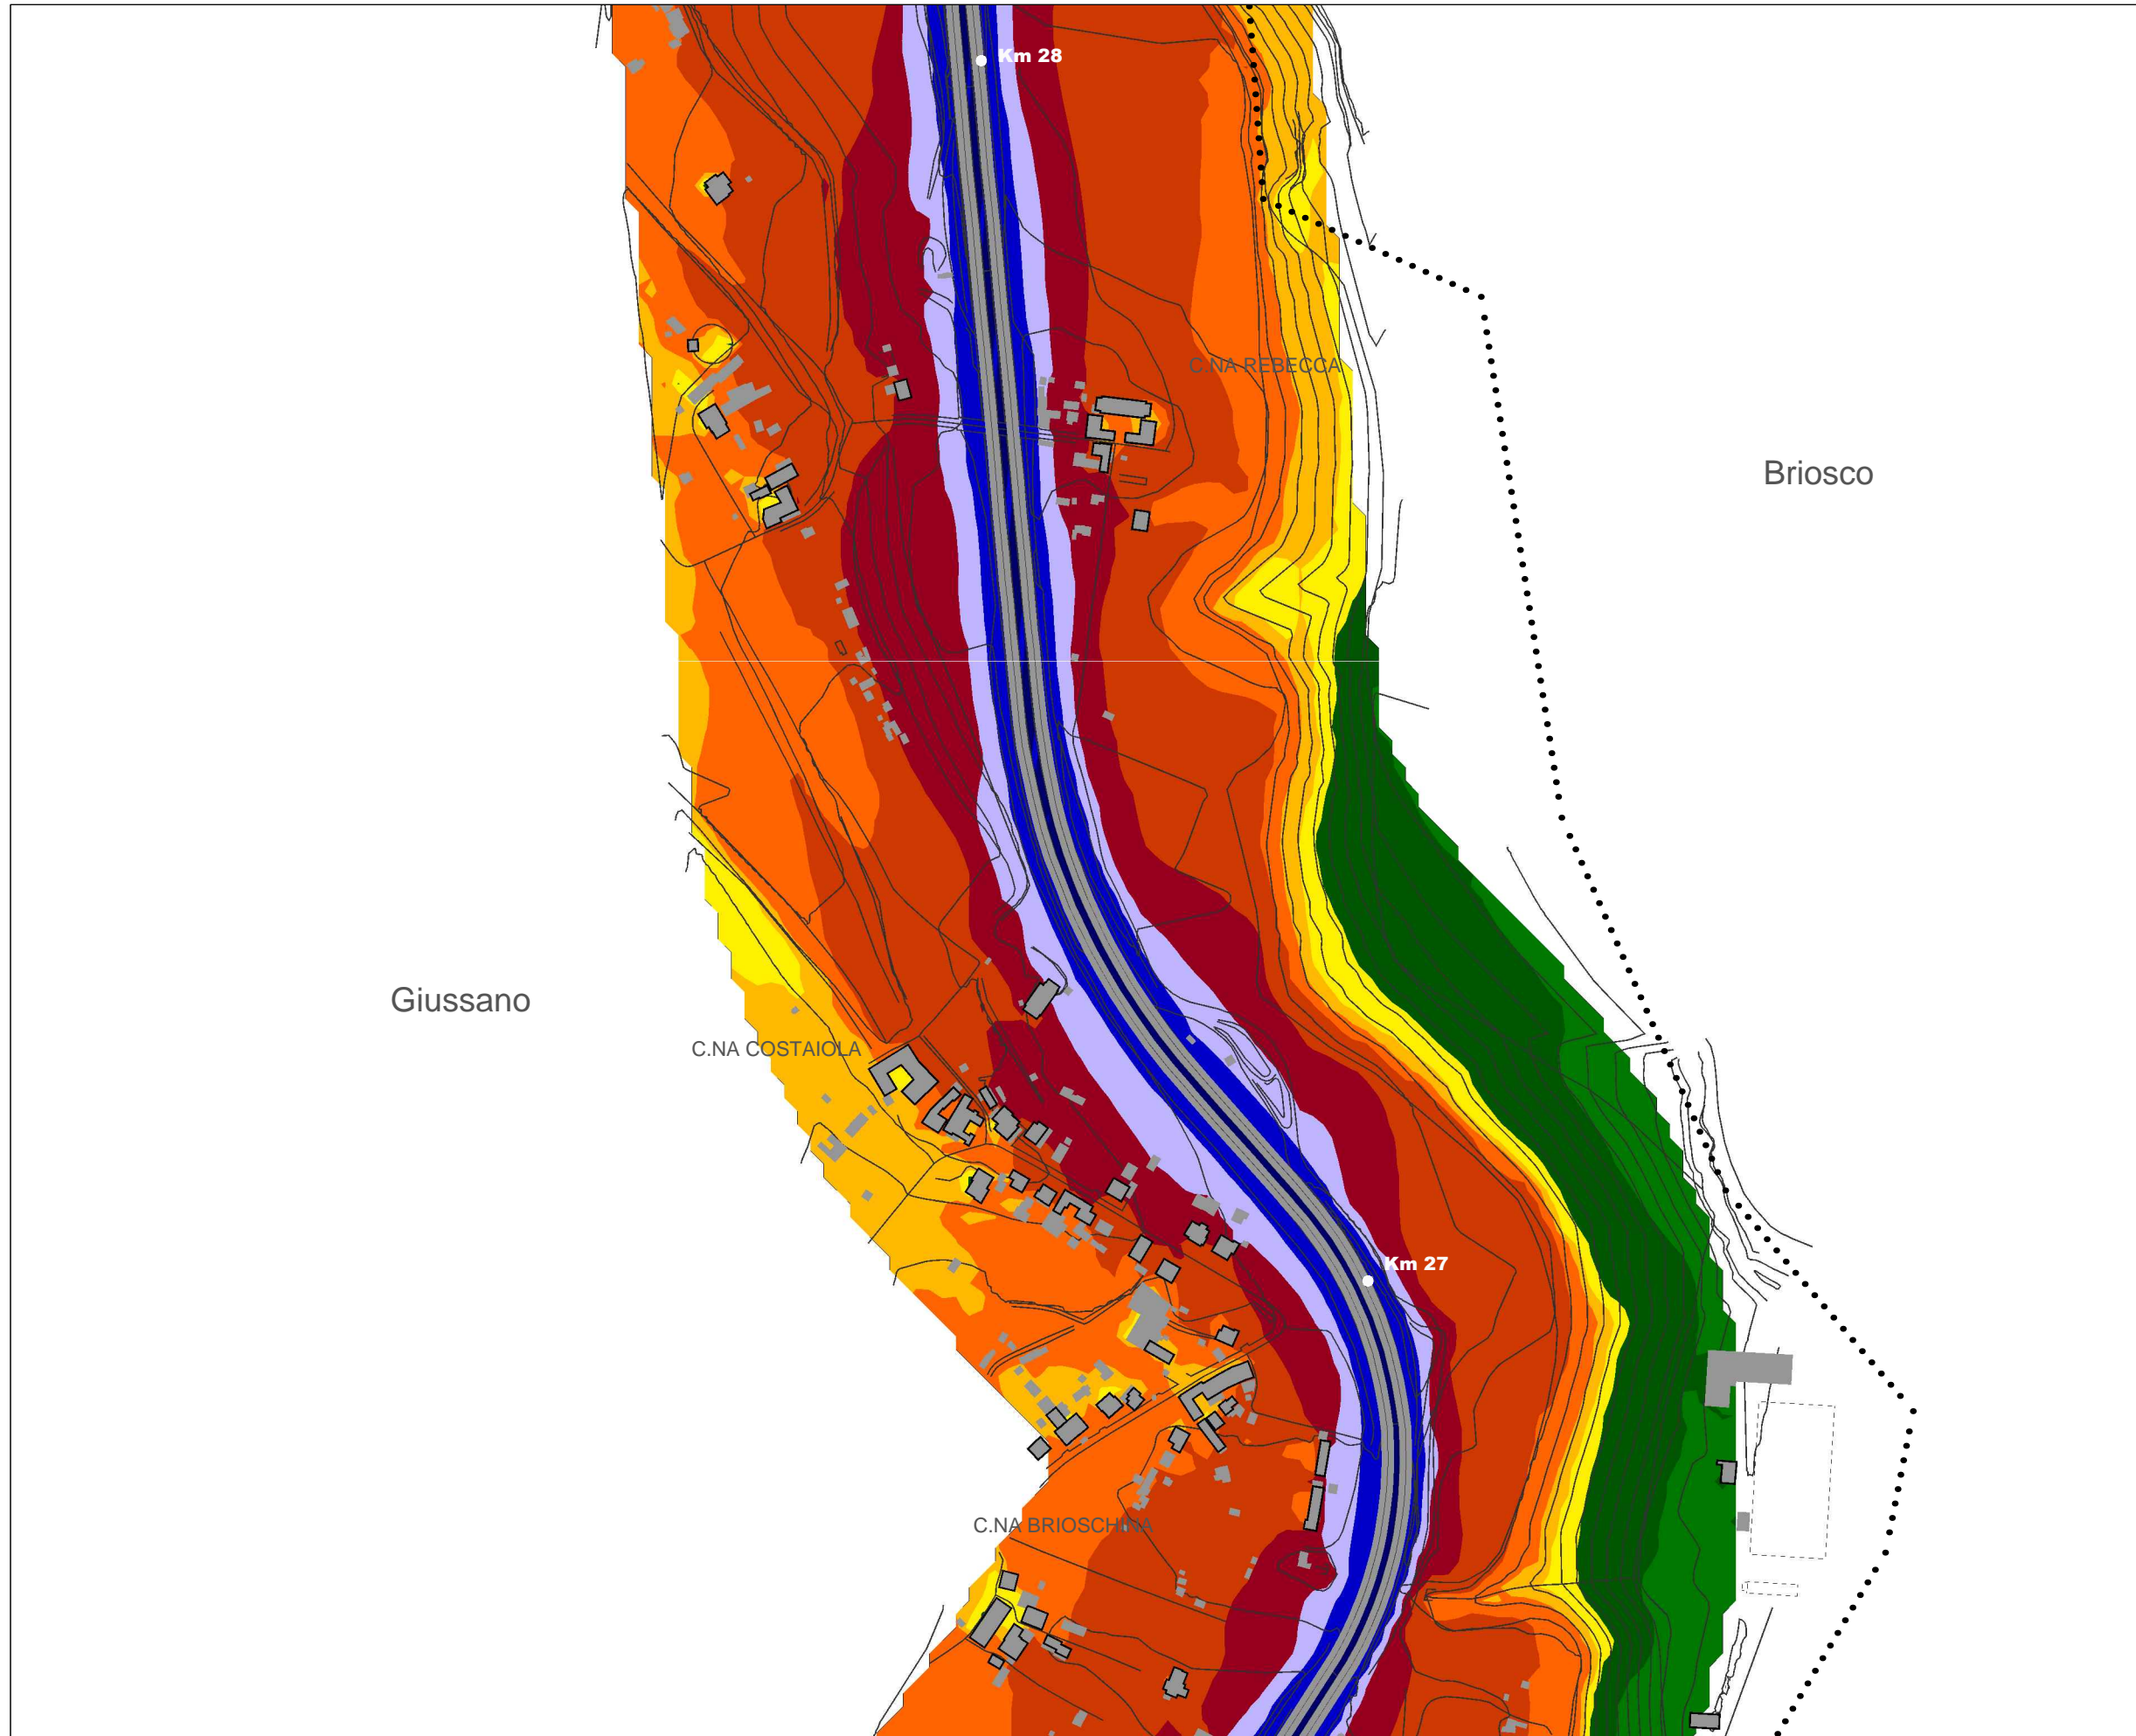 Km 28
C.NA REBECCA
Briosco
Giussano
C.NA COSTAIOLA
Km 27
C.NA BRIOSCHINA